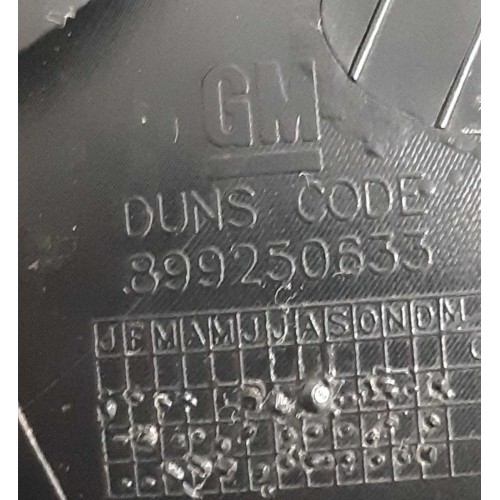 GM
DUNS CODE
899250633
J F M A M J J A S O N D M